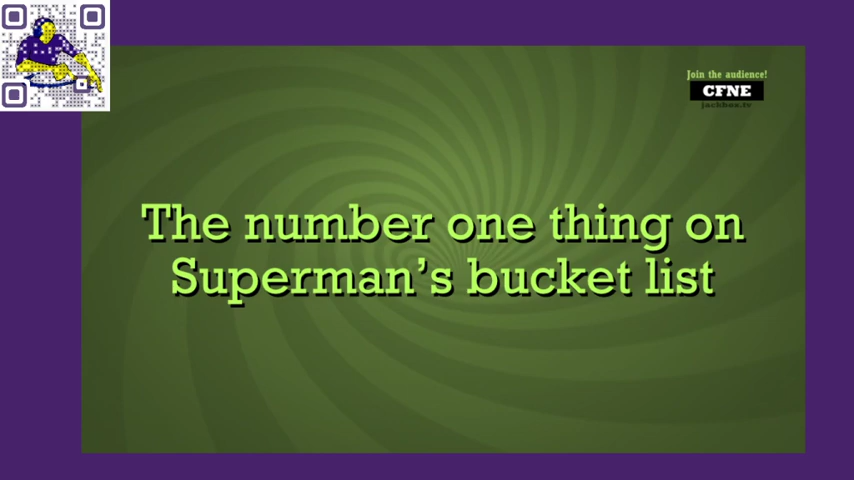 Join the audience!
CFNE
jackbox.tv
The number one thing on
Superman's bucket list